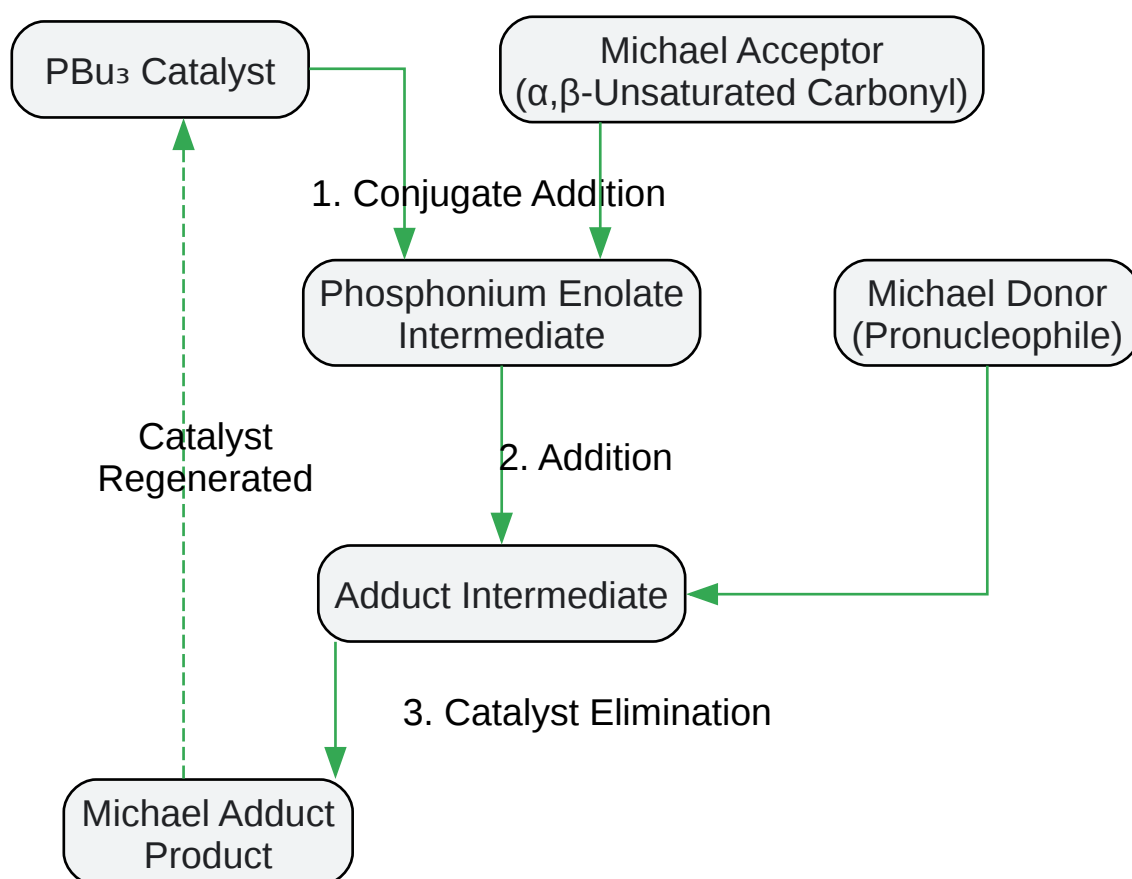 PBu₃ Catalyst
Michael Acceptor
(α,β-Unsaturated Carbonyl)
1. Conjugate Addition
Phosphonium Enolate
Intermediate
Michael Donor
(Pronucleophile)
Catalyst
Regenerated
2. Addition
Adduct Intermediate
3. Catalyst Elimination
Michael Adduct
Product